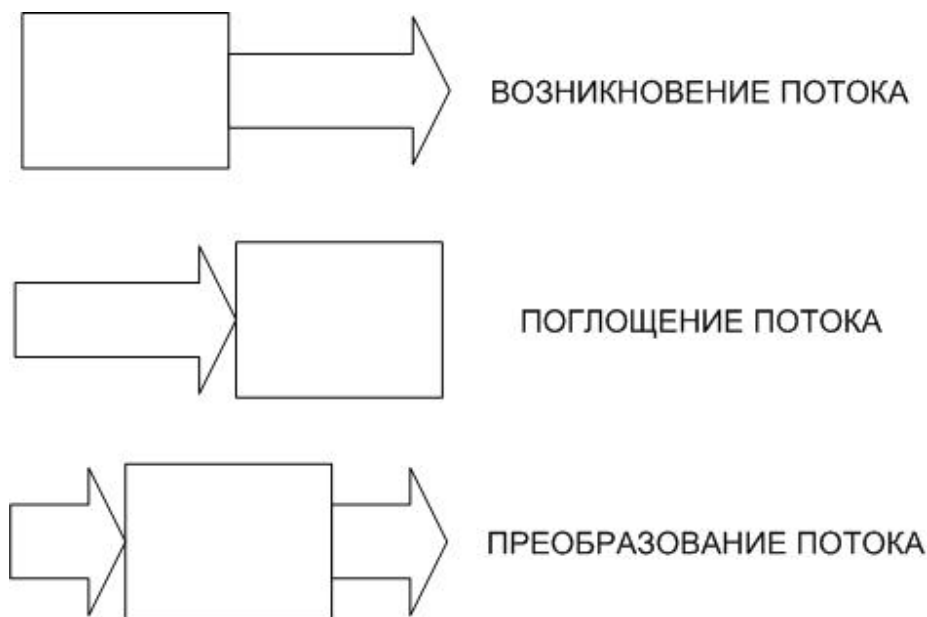 ВОЗНИКНОВЕНИЕ ПОТОКА
ПОГЛОЩЕНИЕ ПОТОКА
ПРЕОБРАЗОВАНИЕ ПОТОКА